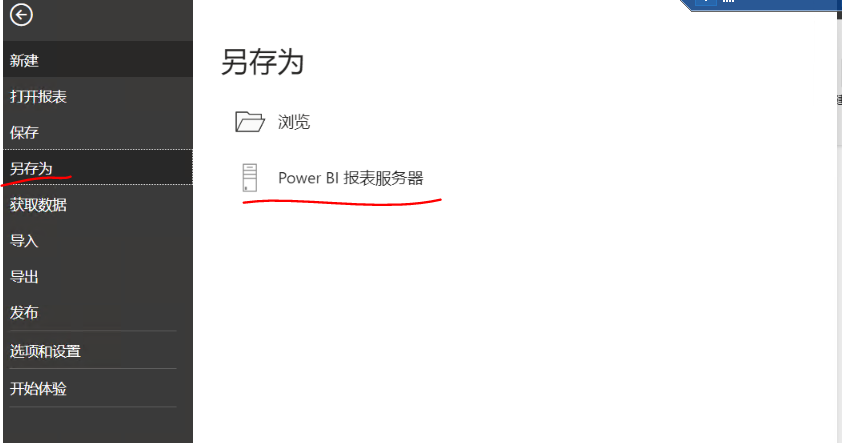 新建
打开报表
保存
另存为
获取数据
导入
导出
发布
选项和设置
开始体验
另存为
浏览
Power BI 报表服务器